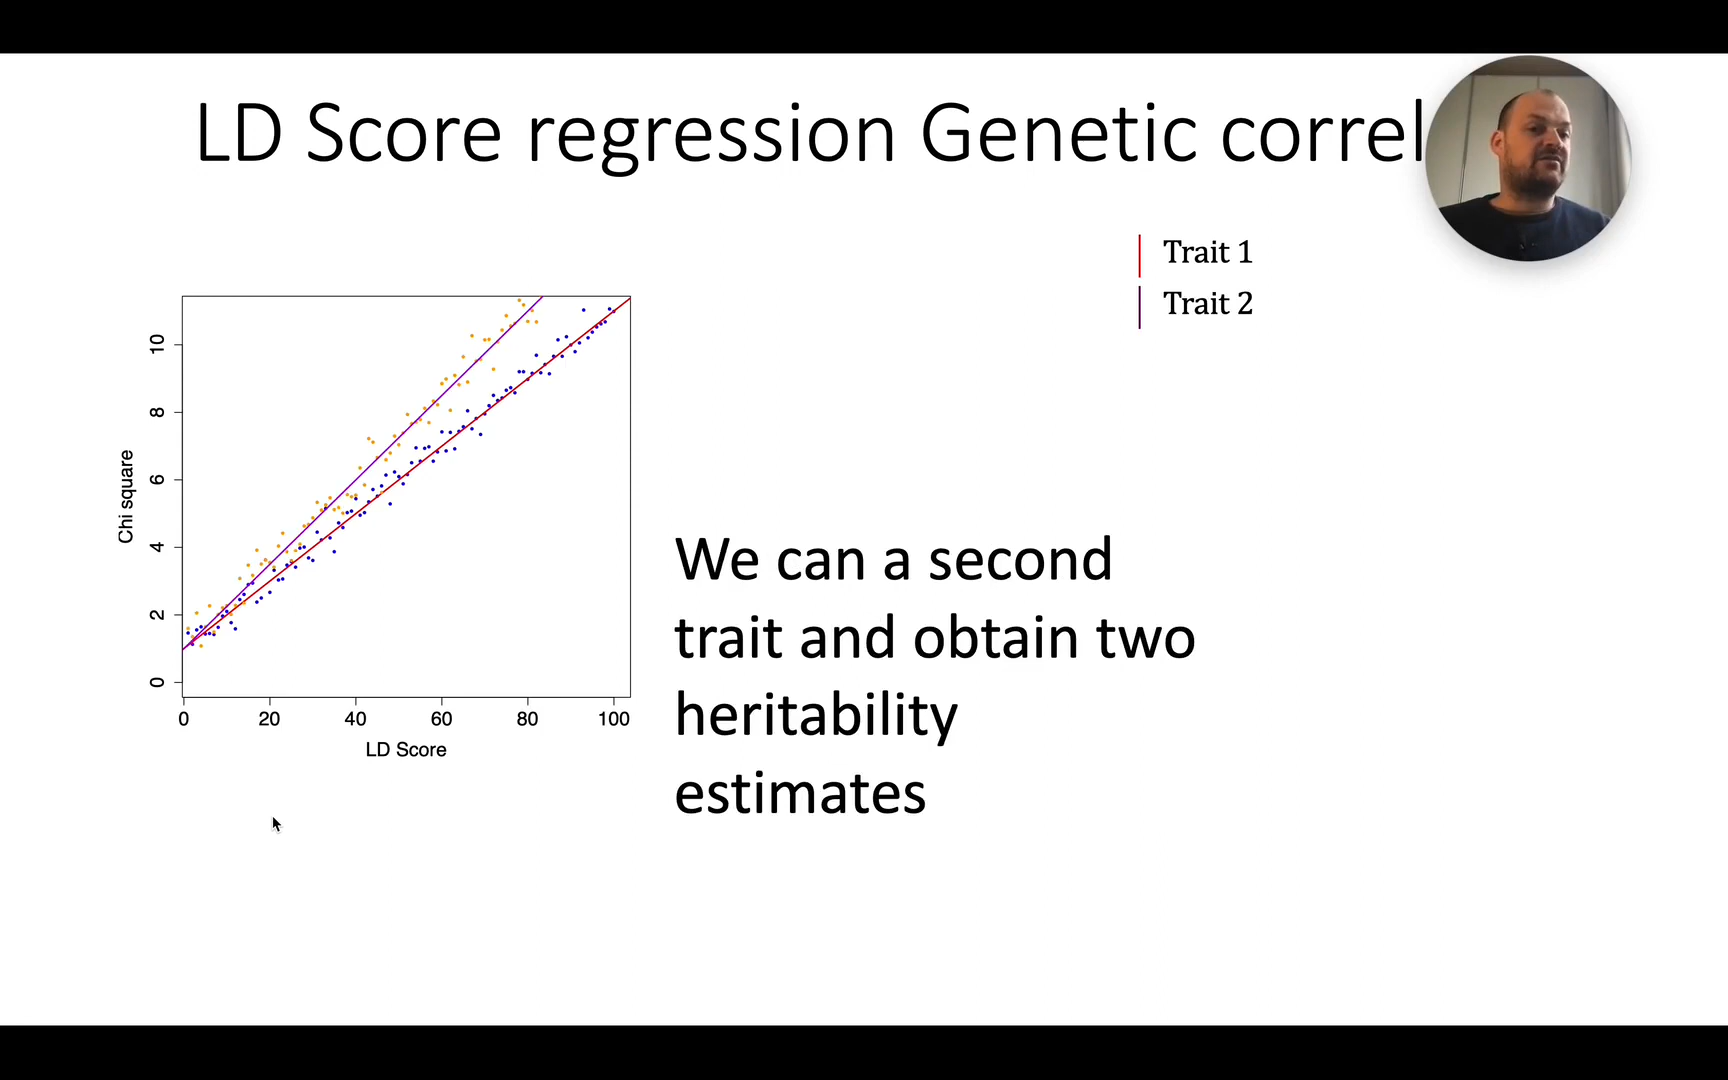 LD Score regression Genetic correl
Trait 1
Trait 2
10
8
6
4
2
0
Chi square
0 20 40 60 80 100
LD Score
We can a second
trait and obtain two
heritability
estimates